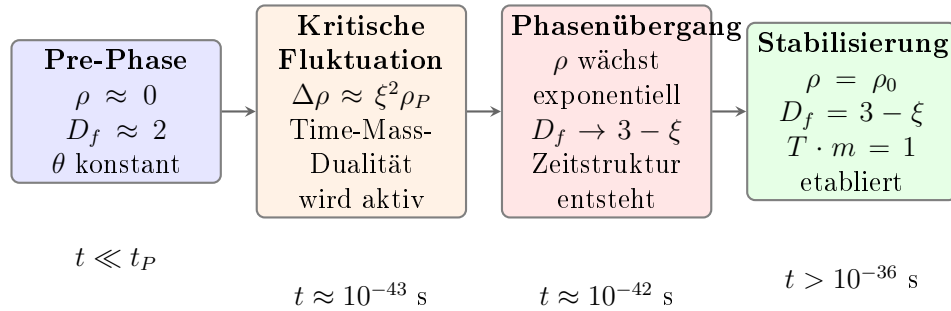 Pre-Phase
ρ ≈ 0
D_f ≈ 2
θ konstant
t ≪ t_P
Kritische
Fluktuation
Δρ ≈ ξ²ρ_P
Time-Mass-
Dualität
wird aktiv
t ≈ 10⁻⁴³ s
Phasenübergang
ρ wächst
exponentiell
D_f → 3 − ξ
Zeitstruktur
entsteht
t ≈ 10⁻⁴² s
Stabilisierung
ρ = ρ₀
D_f = 3 − ξ
T · m = 1
etabliert
t > 10⁻³⁶ s